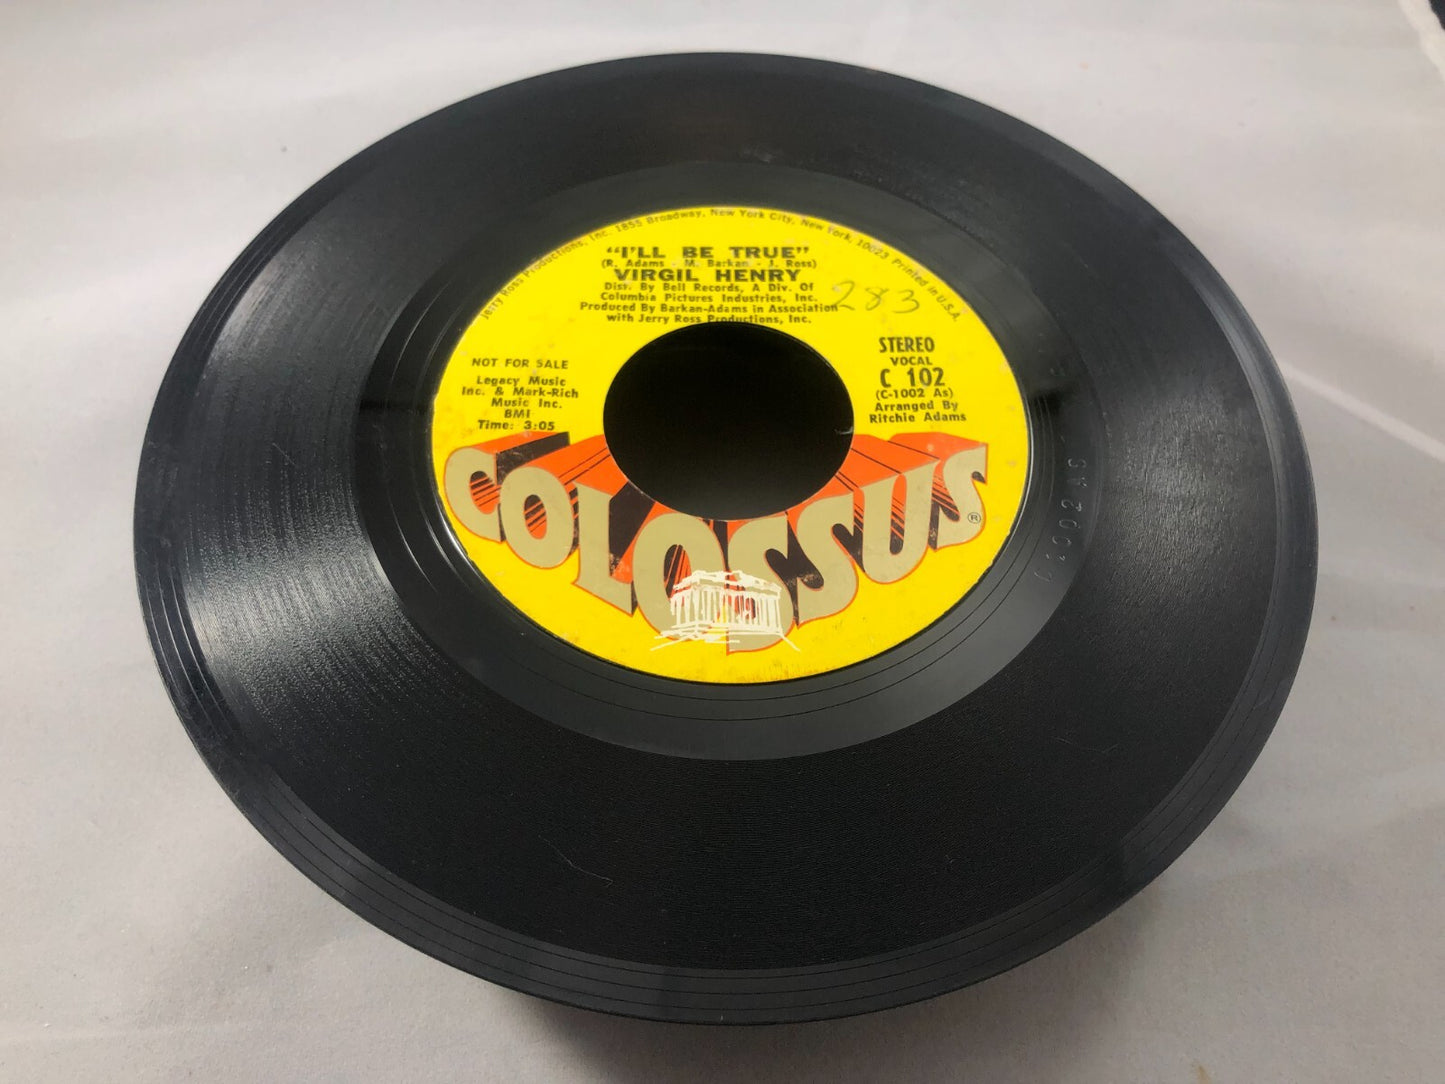 Jerry Ross Productions, Inc. 1855 Broadway, New York City, New York, 10023 Printed in U.S.A.
"I'LL BE TRUE"
(R. Adams - M. Barkan - J. Ross)
VIRGIL HENRY
Dist. By Bell Records, A Div. Of
Columbia Pictures Industries, Inc.
Produced By Barkan-Adams in Association
with Jerry Ross Productions, Inc.
283
NOT FOR SALE
Legacy Music
Inc. & Mark-Rich
Music Inc.
BMI
Time: 3:05
STEREO
VOCAL
C 102
(C-1002 As)
Arranged By
Ritchie Adams
COLOSSUS®
1002 AS